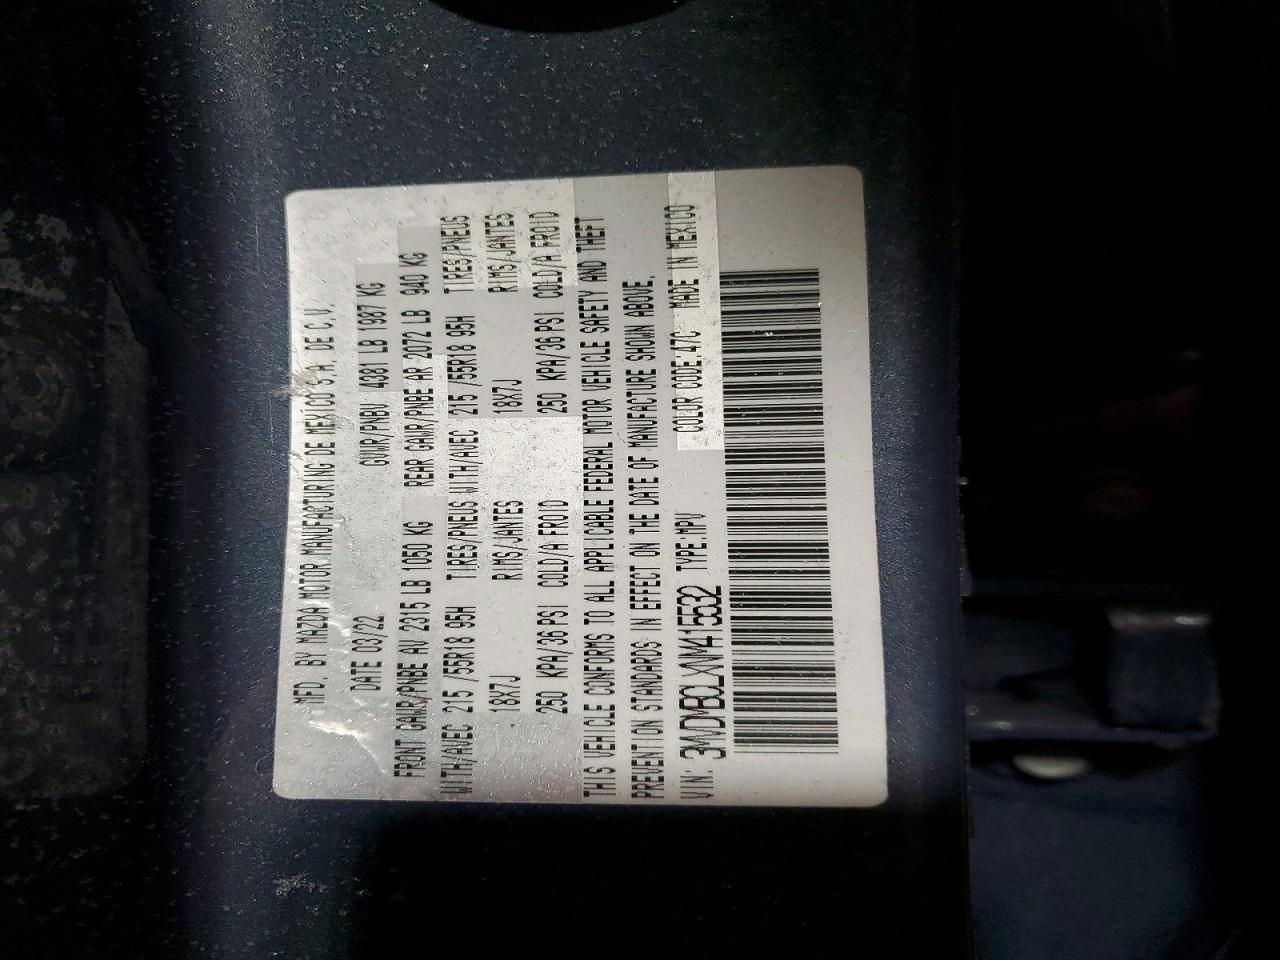 MFD. BY MAZDA MOTOR MANUFACTURING DE MEXICO S.A. DE C.V.
DATE 03/22 GVWR/PNBV 4381 LB 1987 KG
FRONT GAWR/PNBE AV 2315 LB 1050 KG REAR GAWR/PNBE AR 2072 LB 940 KG
WITH/AVEC 215 /55R18 95H TIRES/PNEUS WITH/AVEC 215 /55R18 95H TIRES/PNEUS
18X7J RIMS/JANTES 18X7J RIMS/JANTES
250 KPA/36 PSI COLD/A FROID 250 KPA/36 PSI COLD/A FROID
THIS VEHICLE CONFORMS TO ALL APPLICABLE FEDERAL MOTOR VEHICLE SAFETY AND THEFT
PREVENT ON STANDARDS IN EFFECT ON THE DATE OF MANUFACTURE SHOWN ABOVE.
VIN: 3MVDMBCLXNM415532 TYPE:MPV COLOR CODE:47C MADE IN MEXICO